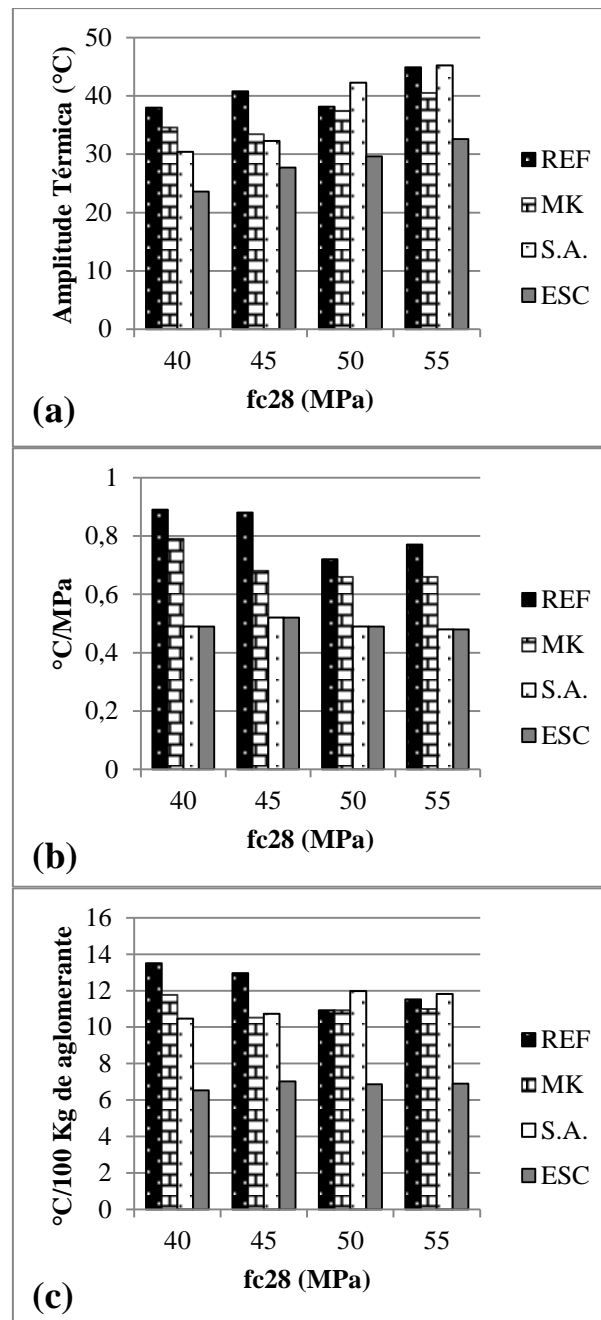 Amplitude Térmica (°C)
50
40
30
20
10
0
40 45 50 55
fc28 (MPa)
REF
MK
S.A.
ESC
(a)
°C/MPa
1
0,8
0,6
0,4
0,2
0
40 45 50 55
fc28 (MPa)
REF
MK
S.A.
ESC
(b)
°C/100 Kg de aglomerante
16
14
12
10
8
6
4
2
0
40 45 50 55
fc28 (MPa)
REF
MK
S.A.
ESC
(c)